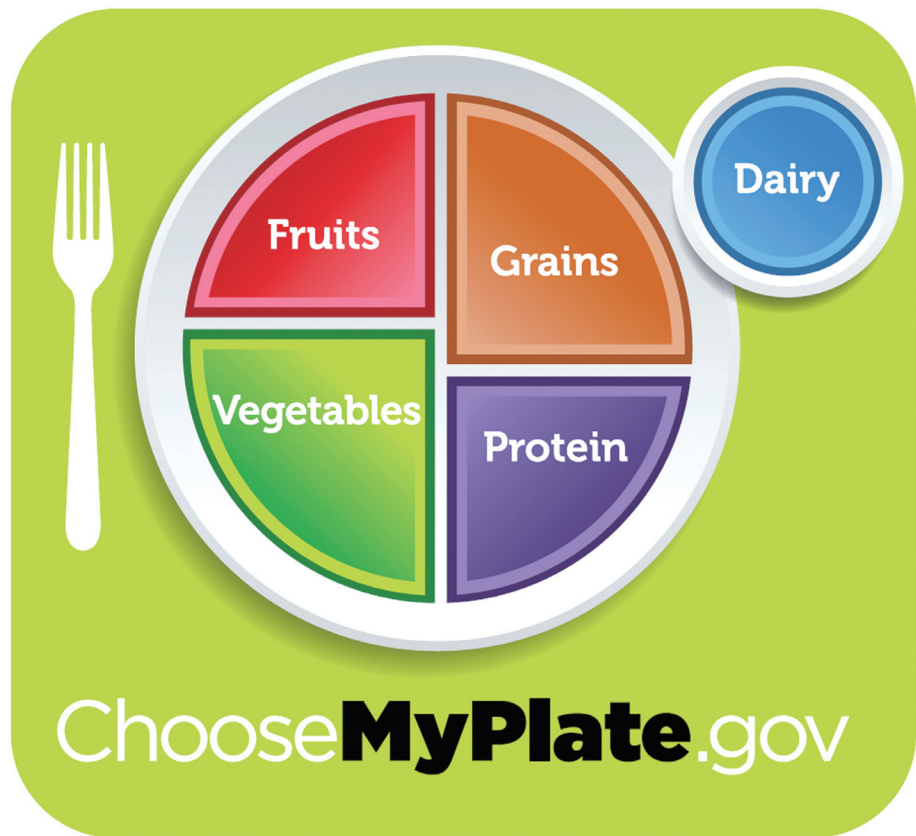 Fruits
Grains
Dairy
Vegetables
Protein
ChooseMyPlate.gov